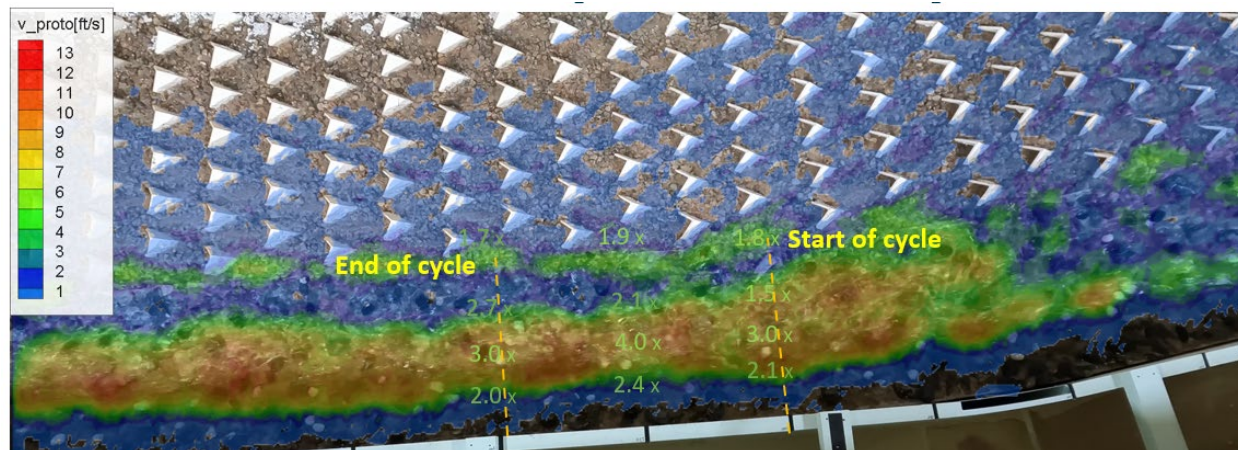 v_proto[ft/s]
13
12
11
10
9
8
7
6
5
4
3
2
1
1.7
1.9 x
1.8 x
Start of cycle
End of cycle
2.7 x
2.1 x
1.5 x
3.0 x
4.0 x
3.0 x
2.0 x
2.4 x
2.1 x